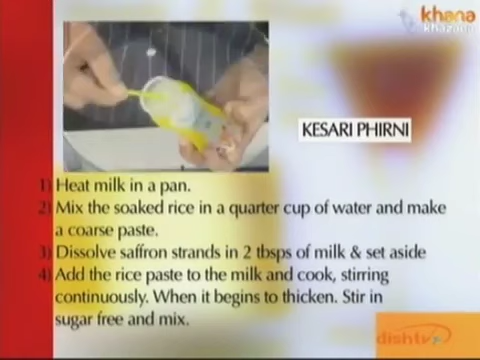 khana
khazana
KESARI PHIRNI
1) Heat milk in a pan.
2) Mix the soaked rice in a quarter cup of water and make
a coarse paste.
3) Dissolve saffron strands in 2 tbsps of milk & set aside
4) Add the rice paste to the milk and cook, stirring
continuously. When it begins to thicken. Stir in
sugar free and mix.
dishtv